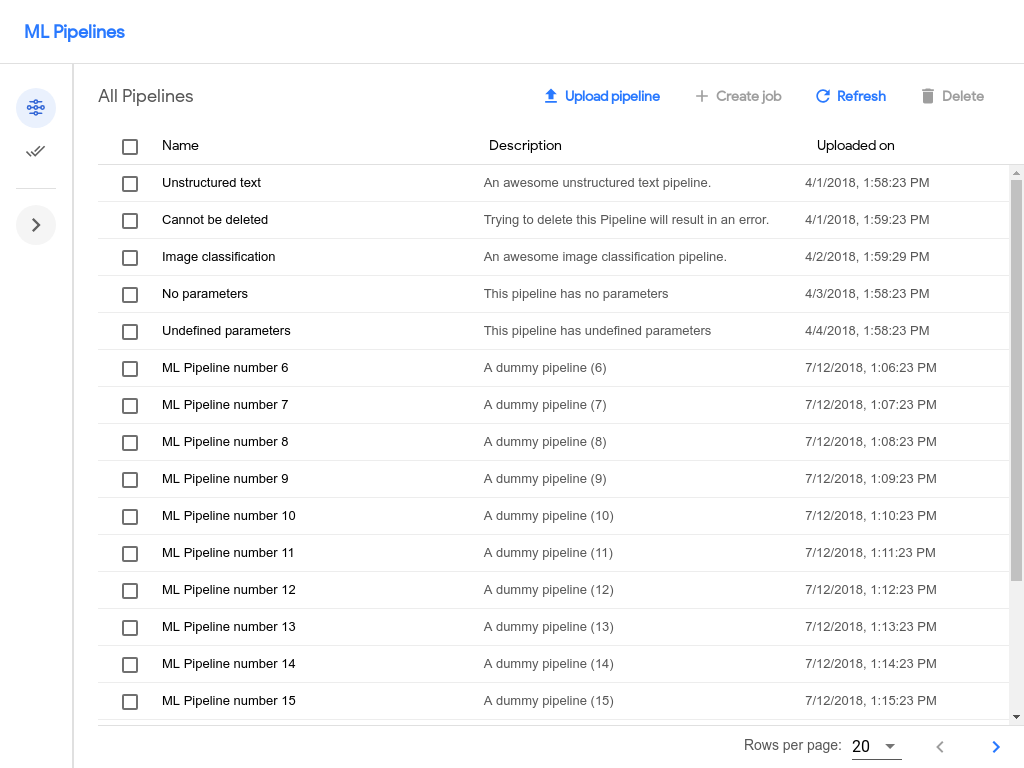 ML Pipelines
All Pipelines Upload pipeline Create job Refresh Delete
Name Description Uploaded on
Unstructured text An awesome unstructured text pipeline. 4/1/2018, 1:58:23 PM
Cannot be deleted Trying to delete this Pipeline will result in an error. 4/1/2018, 1:59:23 PM
Image classification An awesome image classification pipeline. 4/2/2018, 1:59:29 PM
No parameters This pipeline has no parameters 4/3/2018, 1:58:23 PM
Undefined parameters This pipeline has undefined parameters 4/4/2018, 1:58:23 PM
ML Pipeline number 6 A dummy pipeline (6) 7/12/2018, 1:06:23 PM
ML Pipeline number 7 A dummy pipeline (7) 7/12/2018, 1:07:23 PM
ML Pipeline number 8 A dummy pipeline (8) 7/12/2018, 1:08:23 PM
ML Pipeline number 9 A dummy pipeline (9) 7/12/2018, 1:09:23 PM
ML Pipeline number 10 A dummy pipeline (10) 7/12/2018, 1:10:23 PM
ML Pipeline number 11 A dummy pipeline (11) 7/12/2018, 1:11:23 PM
ML Pipeline number 12 A dummy pipeline (12) 7/12/2018, 1:12:23 PM
ML Pipeline number 13 A dummy pipeline (13) 7/12/2018, 1:13:23 PM
ML Pipeline number 14 A dummy pipeline (14) 7/12/2018, 1:14:23 PM
ML Pipeline number 15 A dummy pipeline (15) 7/12/2018, 1:15:23 PM
Rows per page: 20